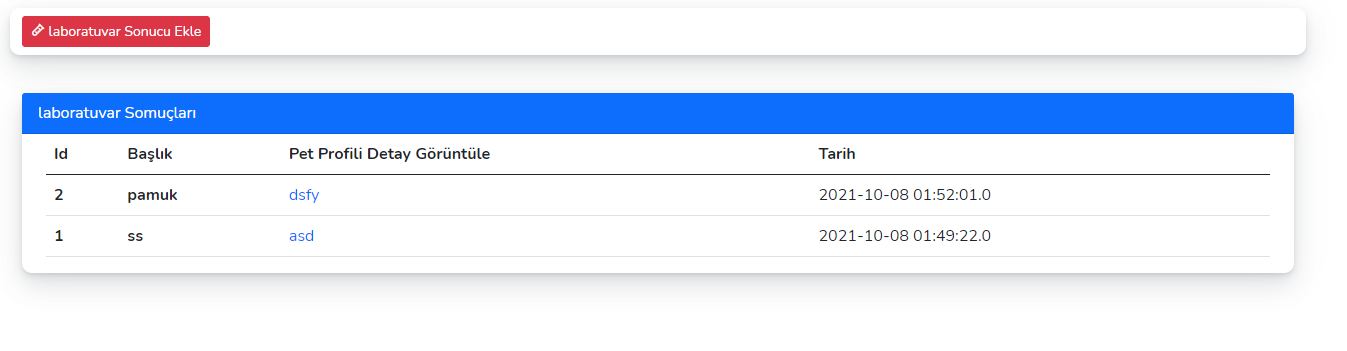 laboratuvar Sonucu Ekle
laboratuvar Somuçları
Id Başlık Pet Profili Detay Görüntüle Tarih
2 pamuk dsfy 2021-10-08 01:52:01.0
1 ss asd 2021-10-08 01:49:22.0